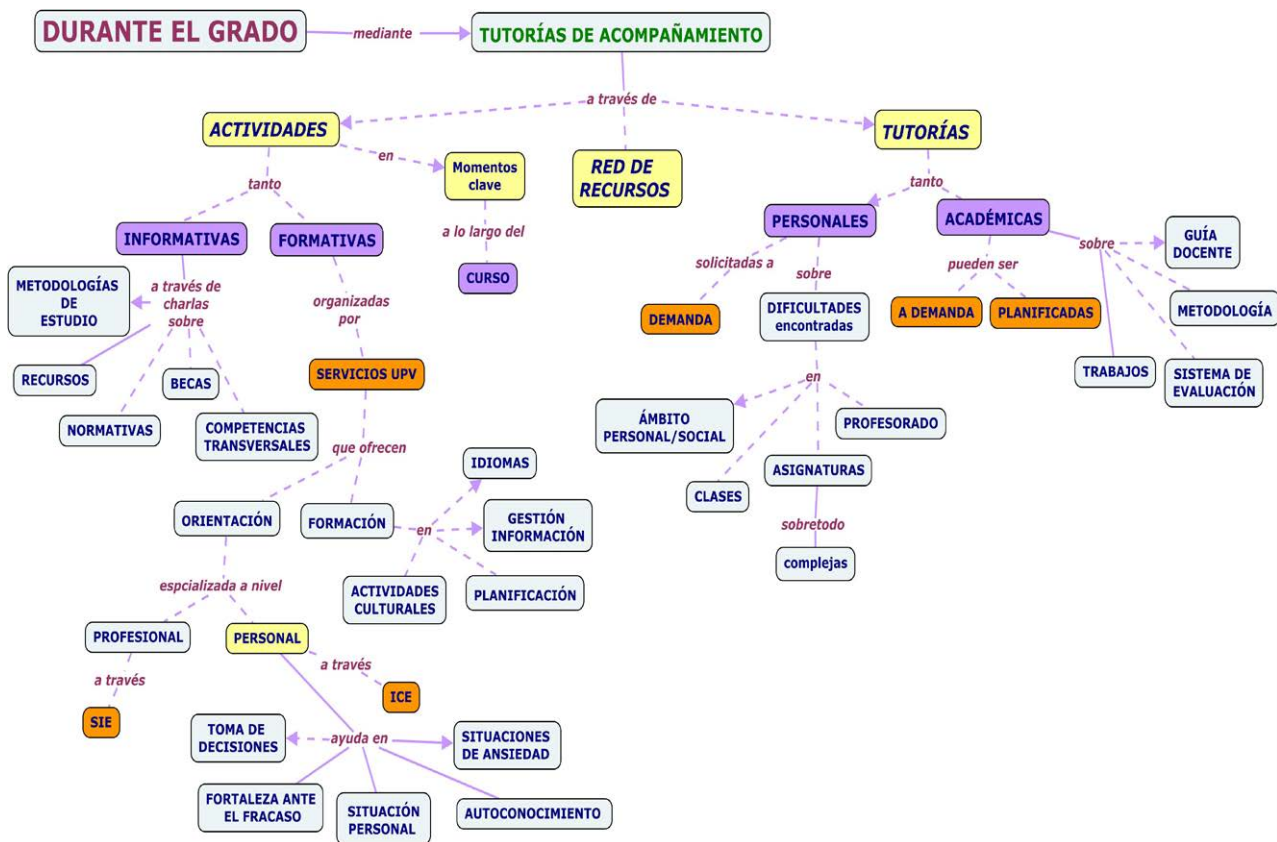 DURANTE EL GRADO
mediante
TUTORÍAS DE ACOMPAÑAMIENTO
a través de
ACTIVIDADES
en
Momentos
clave
RED DE
RECURSOS
TUTORÍAS
tanto
tanto
INFORMATIVAS
FORMATIVAS
a lo largo del
CURSO
PERSONALES
ACADÉMICAS
sobre
GUÍA
DOCENTE
METODOLOGÍAS
DE
ESTUDIO
a través de
charlas
sobre
organizadas
por
solicitadas a
sobre
pueden ser
DEMANDA
DIFICULTADES
encontradas
A DEMANDA
PLANIFICADAS
METODOLOGÍA
RECURSOS
BECAS
SERVICIOS UPV
TRABAJOS
SISTEMA DE
EVALUACIÓN
NORMATIVAS
COMPETENCIAS
TRANSVERSALES
en
ÁMBITO
PERSONAL/SOCIAL
PROFESORADO
que ofrecen
IDIOMAS
CLASES
ASIGNATURAS
ORIENTACIÓN
FORMACIÓN
en
GESTIÓN
INFORMACIÓN
sobretodo
complejas
espcializada a nivel
ACTIVIDADES
CULTURALES
PLANIFICACIÓN
PROFESIONAL
PERSONAL
a través
a través
SIE
ICE
TOMA DE
DECISIONES
ayuda en
SITUACIONES
DE ANSIEDAD
FORTALEZA ANTE
EL FRACASO
SITUACIÓN
PERSONAL
AUTOCONOCIMIENTO